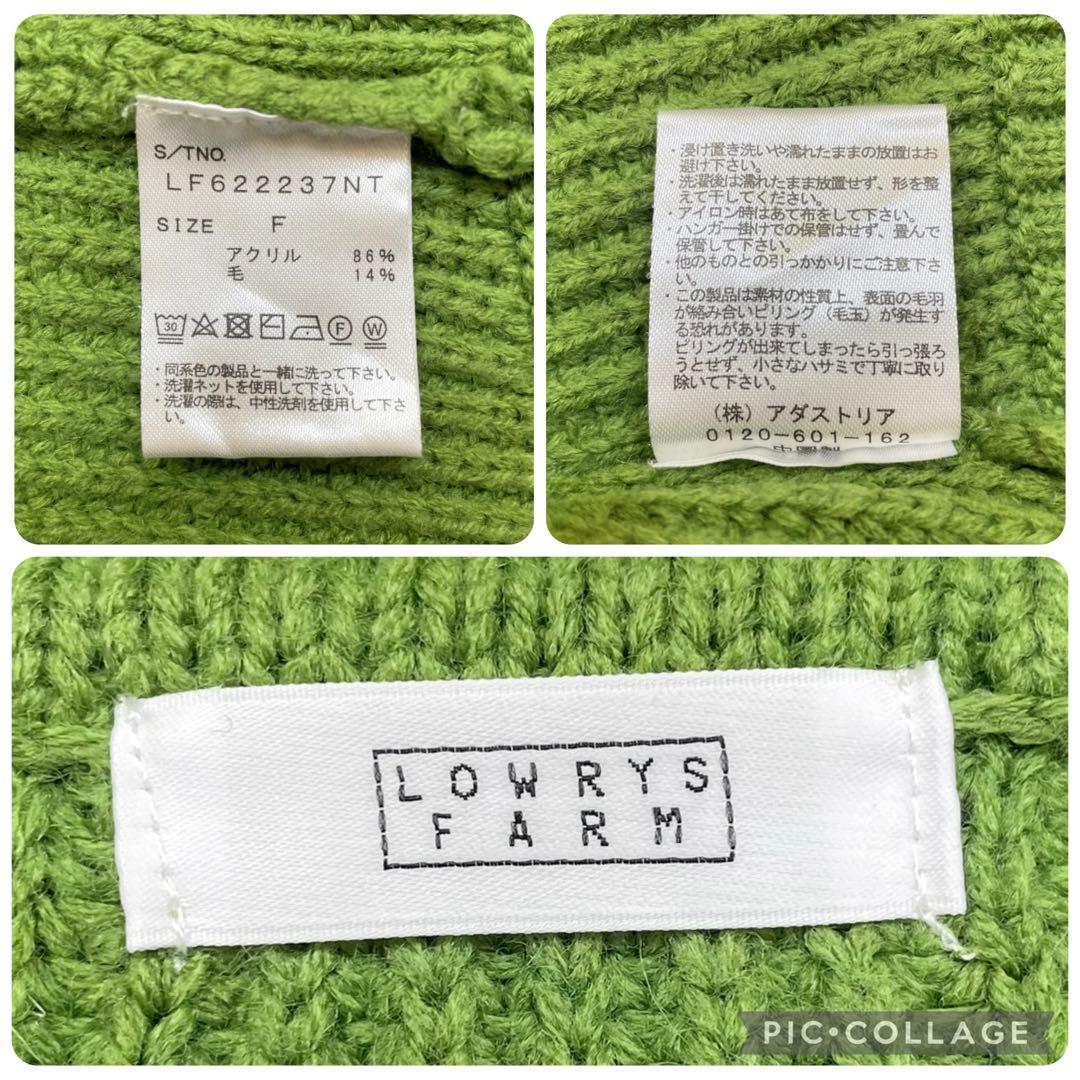 S/TNO.
LF622237NT
SIZE F
アクリル 86%
毛 14%
30
F
W
・同系色の製品と一緒に洗って下さい。
・洗濯ネットを使用して下さい。
・洗濯の際は、中性洗剤を使用して下さ
い。
・浸け置き洗いや濡れたままの放置はお
避け下さい。
・洗濯後は濡れたまま放置せず、形を整
えて干してください。
・アイロン時はあて布をして下さい。
・ハンガー掛けでの保管はせず、畳んで
保管して下さい。
・他のものとの引っかかりにご注意下さ
い。
・この製品は素材の性質上、表面の毛羽
が絡み合いピリング（毛玉）が発生す
る恐れがあります。
ピリングが出来てしまったら引っ張ろ
うとせず、小さなハサミで丁寧に取り
除いて下さい。
（株）アダストリア
0120-601-162
LOWRYS
FARM
PIC•COLLAGE